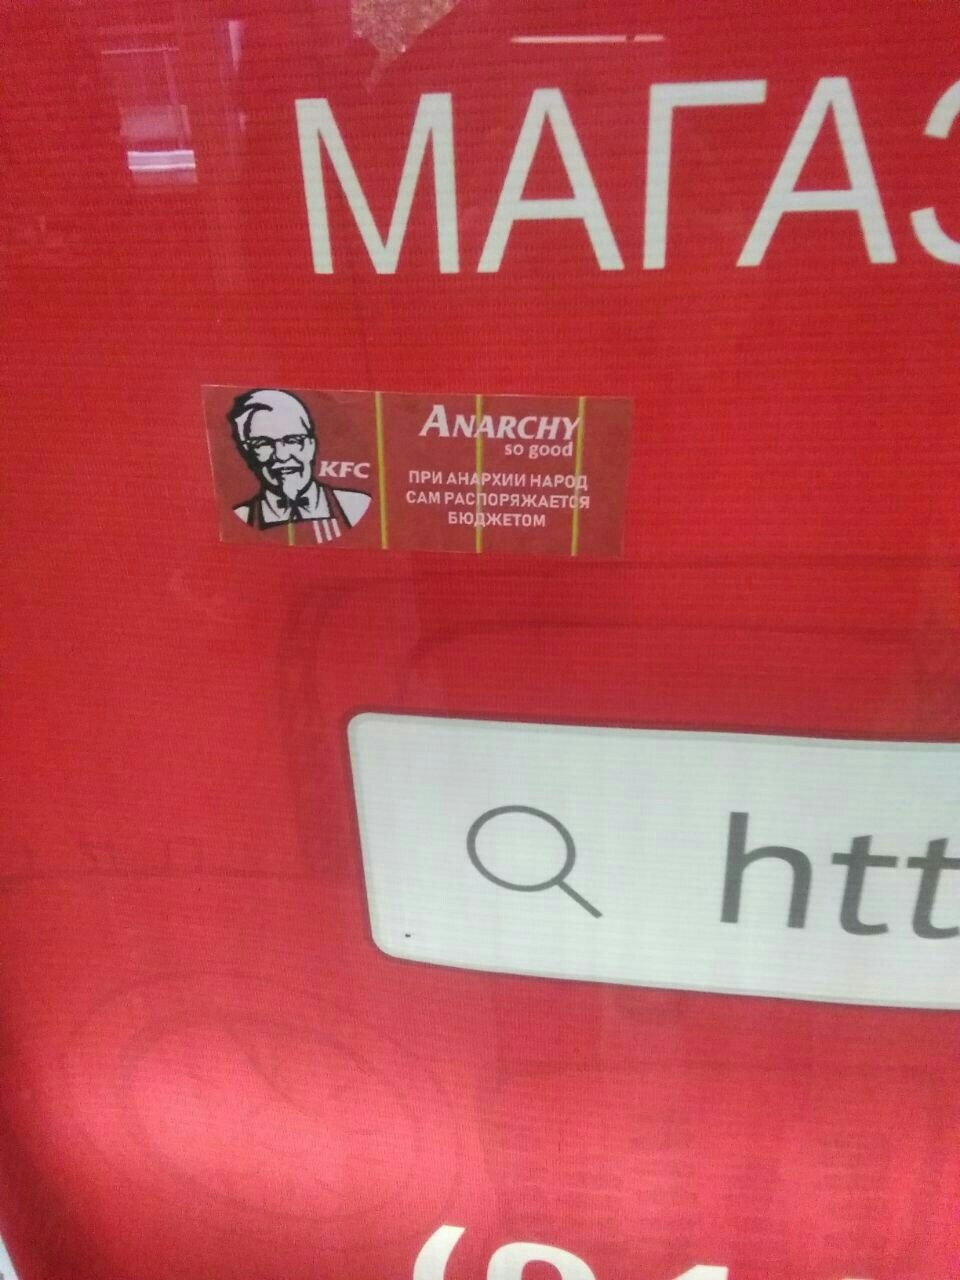 МАГАЗ
KFC
ANARCHY
so good
ПРИ АНАРХИИ НАРОД
САМ РАСПОРЯЖАЕТСЯ
БЮДЖЕТОМ
htt